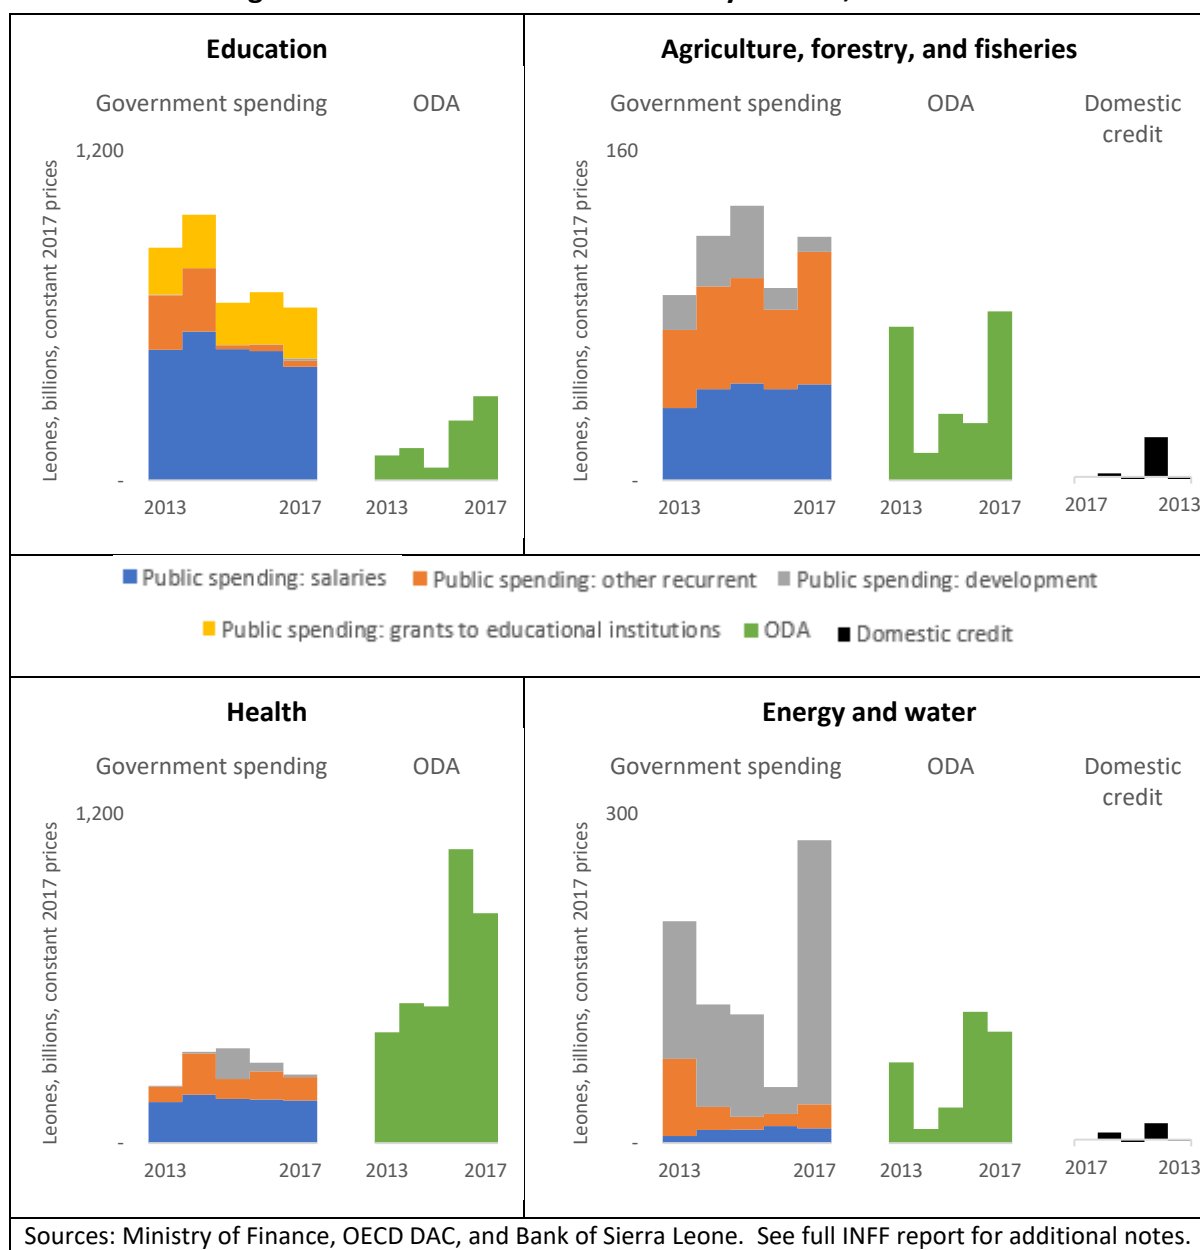 Education
Government spending ODA
1,200
Leones, billions, constant 2017 prices
-
2013 2017 2013 2017
Agriculture, forestry, and fisheries
Government spending ODA Domestic
credit
160
Leones, billions, constant 2017 prices
-
2013 2017 2013 2017 2017 2013
Public spending: salaries Public spending: other recurrent Public spending: development
Public spending: grants to educational institutions ODA Domestic credit
Health
Government spending ODA
1,200
Leones, billions, constant 2017 prices
-
2013 2017 2013 2017
Energy and water
Government spending ODA Domestic
credit
300
Leones, billions, constant 2017 prices
-
2013 2017 2013 2017 2017 2013
Sources: Ministry of Finance, OECD DAC, and Bank of Sierra Leone. See full INFF report for additional notes.